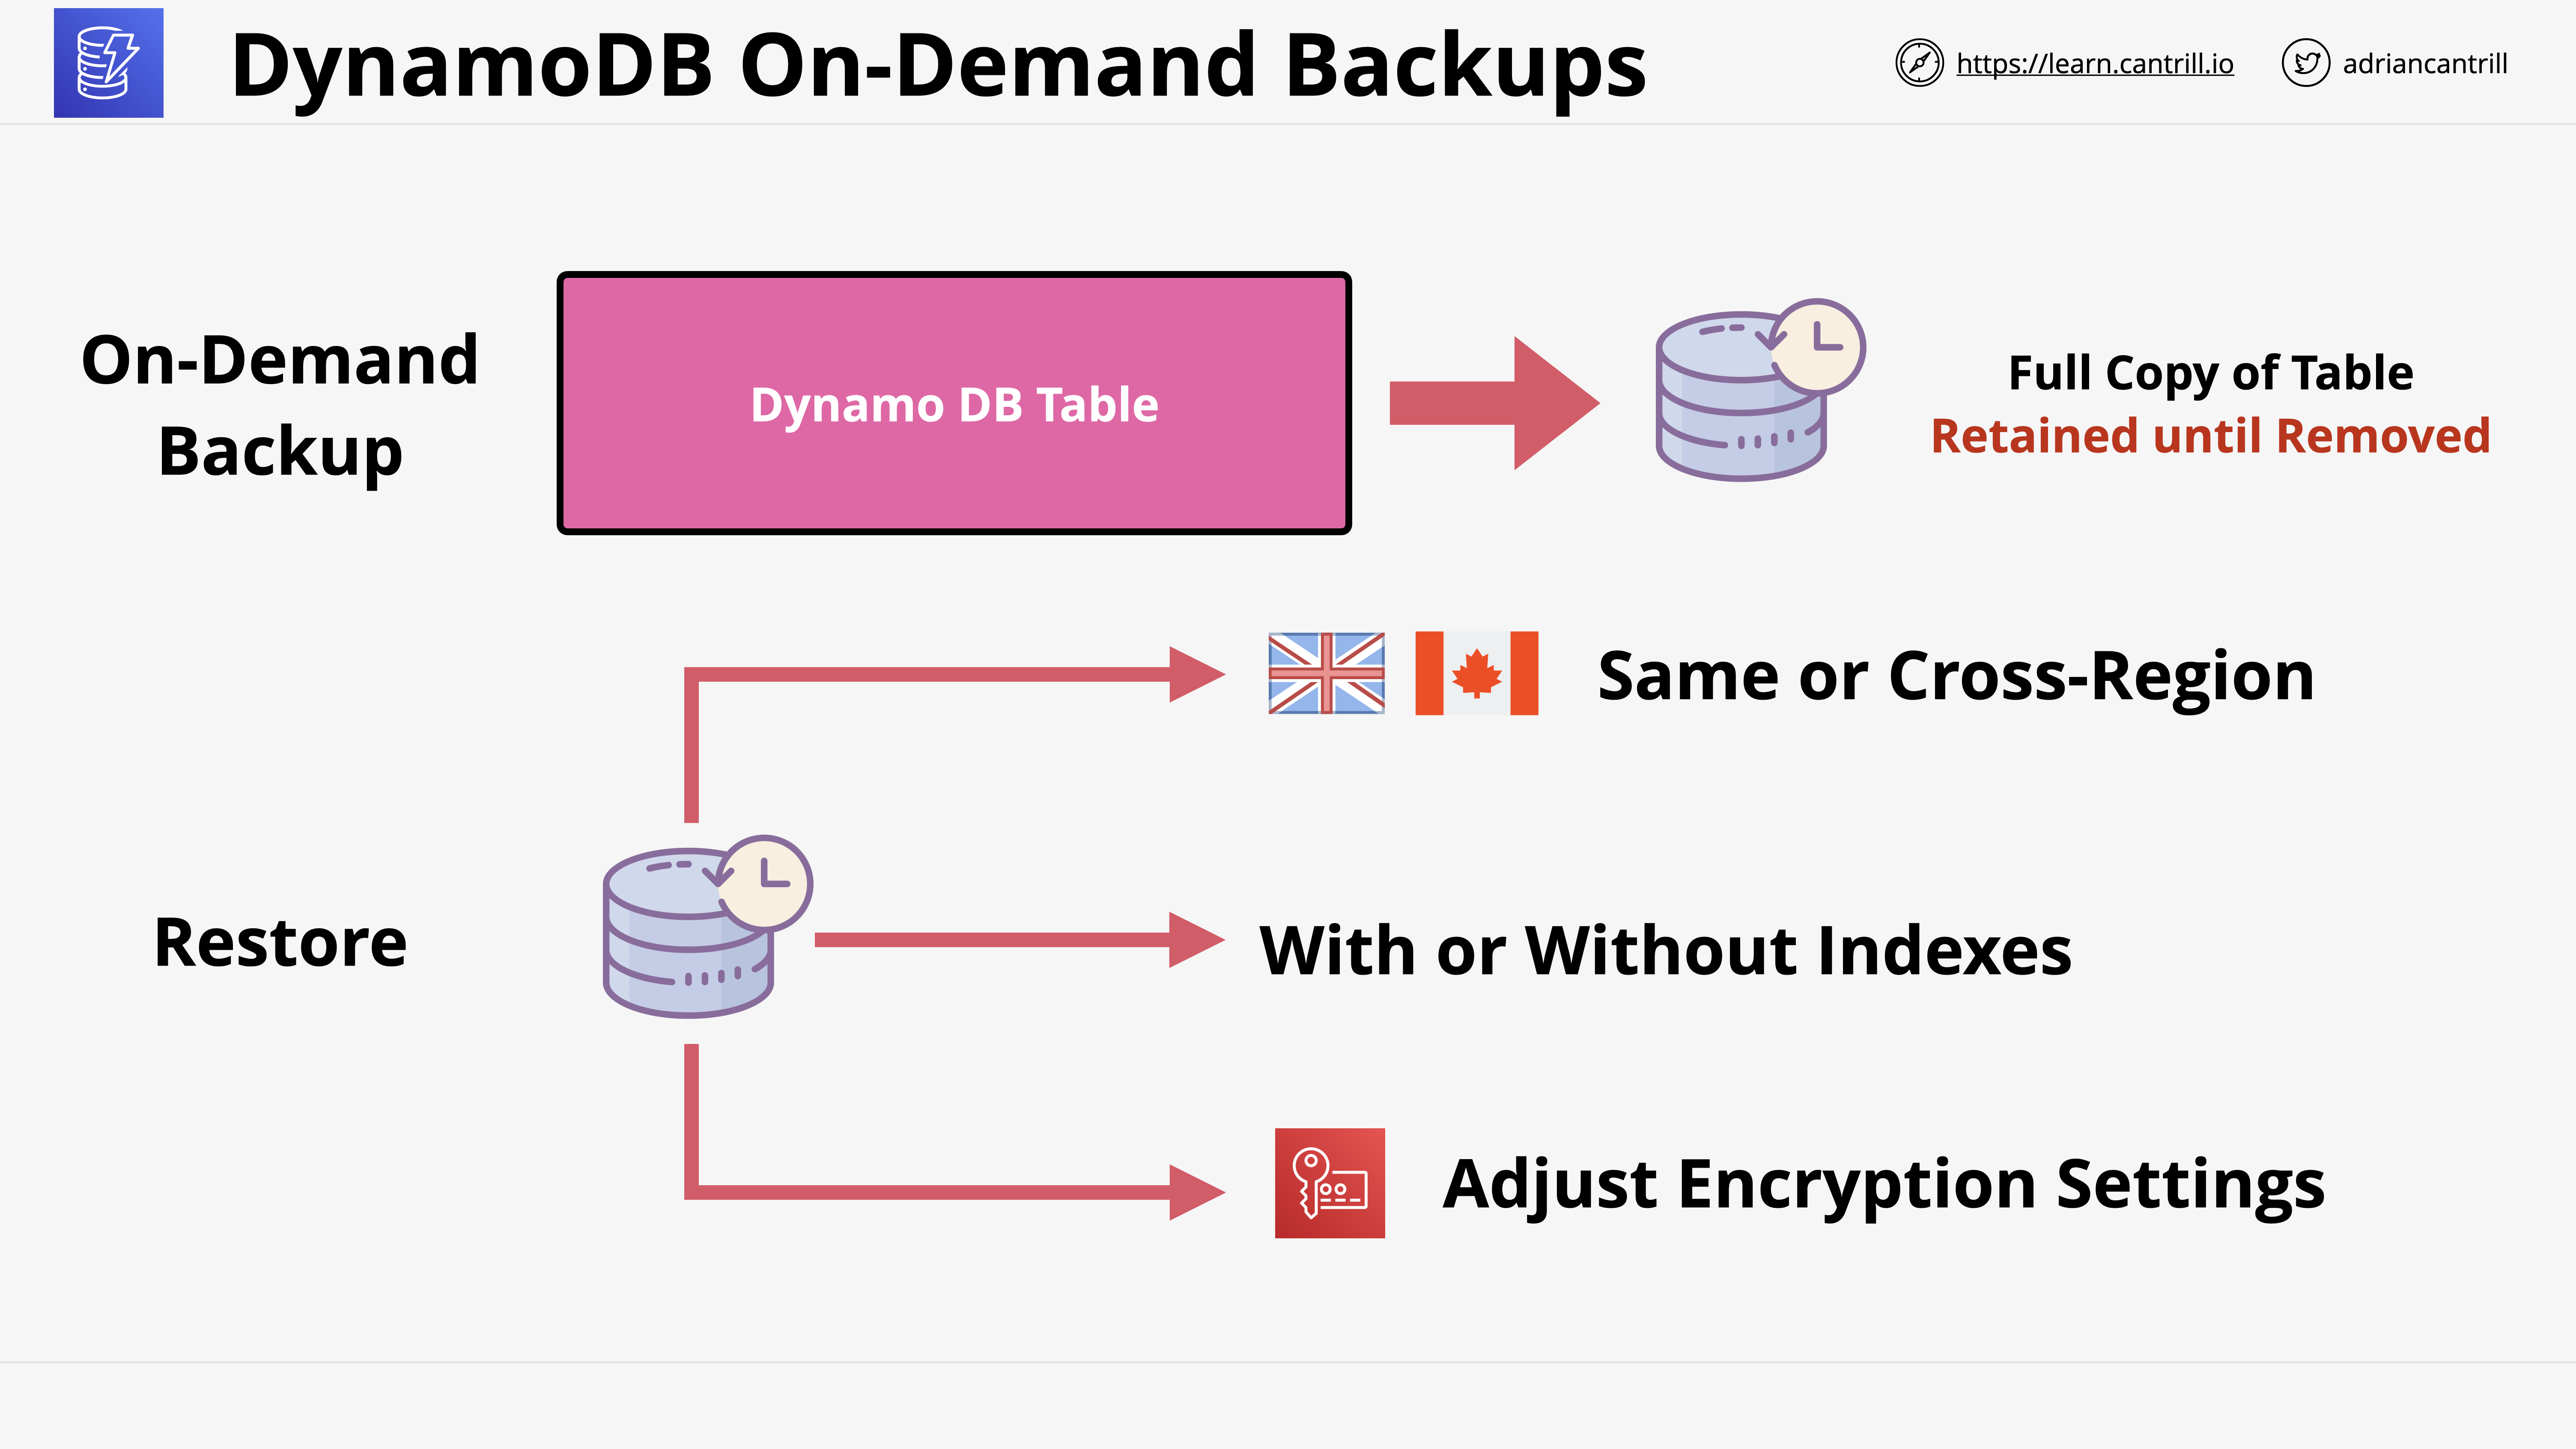 DynamoDB On-Demand Backups
https://learn.cantrill.io
adriancantrill
On-Demand
Backup
Dynamo DB Table
Full Copy of Table
Retained until Removed
Same or Cross-Region
Restore
With or Without Indexes
Adjust Encryption Settings